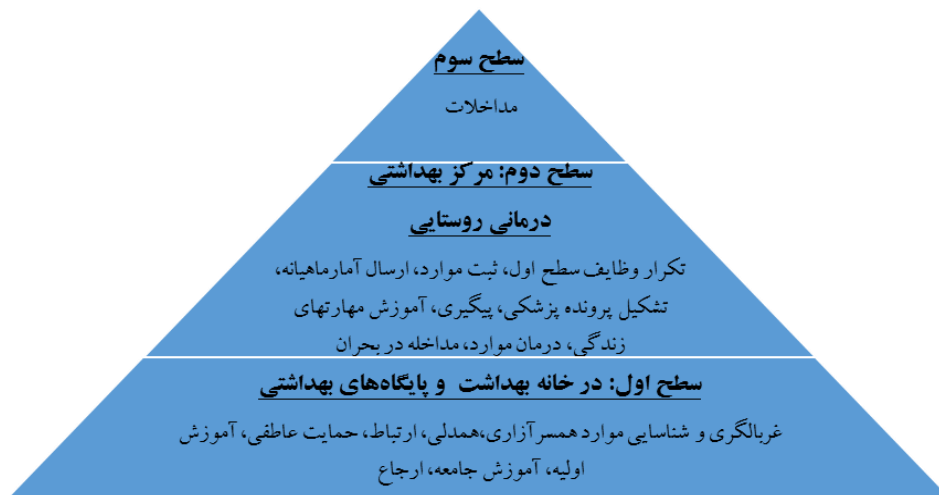 سطح سوم
مداخلات
سطح دوم: مرکز بهداشتی
درمانی روستایی
تکرار وظایف سطح اول، ثبت موارد، ارسال آمارماهیانه،
تشکیل پرونده پزشکی، پیگیری، آموزش مهارتهای
زندگی، درمان موارد، مداخله در بحران
سطح اول: در خانه بهداشت و پایگاه‌های بهداشتی
غربالگری و شناسایی موارد همسرآزاری،همدلی، ارتباط، حمایت عاطفی، آموزش
اولیه، آموزش جامعه، ارجاع